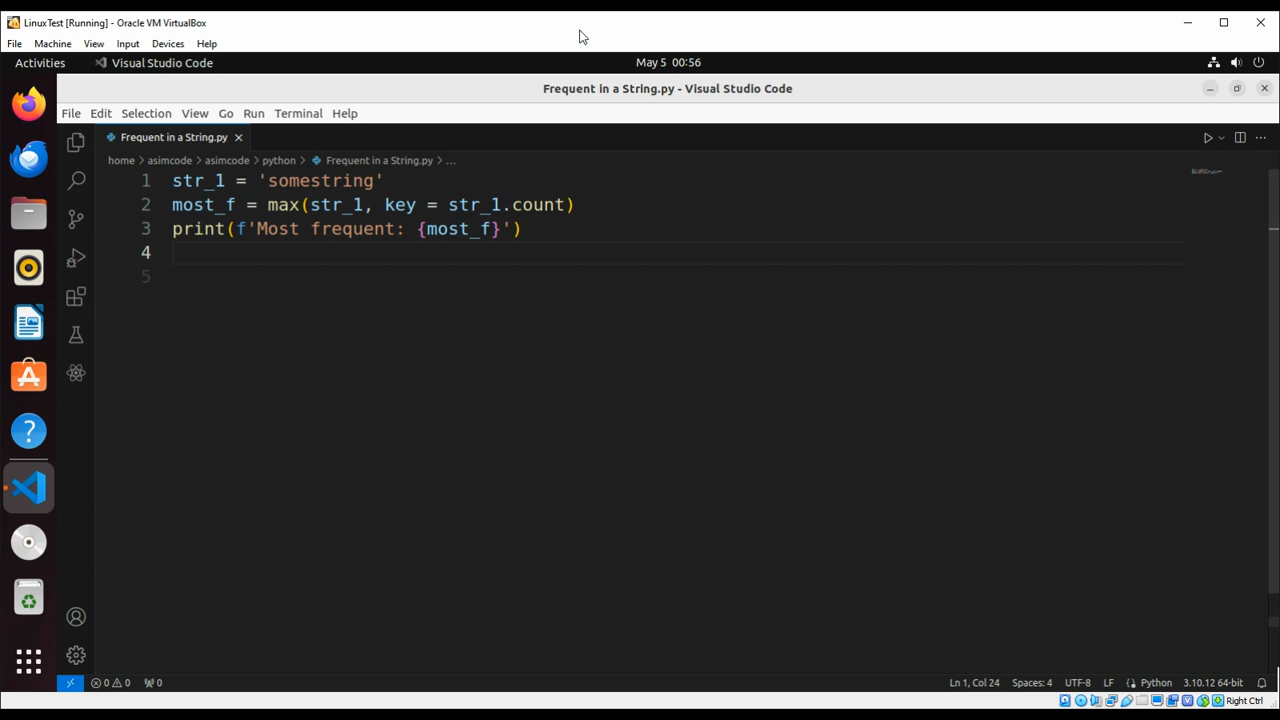 LinuxTest [Running] - Oracle VM VirtualBox
File Machine View Input Devices Help
Activities Visual Studio Code May 5 00:56
Frequent in a String.py - Visual Studio Code
File Edit Selection View Go Run Terminal Help
Frequent in a String.py
home > asimcode > asimcode > python > Frequent in a String.py > ...
1 str_1 = 'somestring'
2 most_f = max(str_1, key = str_1.count)
3 print(f'Most frequent: {most_f}')
4
5
0 0 0 Ln 1, Col 24 Spaces: 4 UTF-8 LF Python 3.10.12 64-bit
Right Ctrl